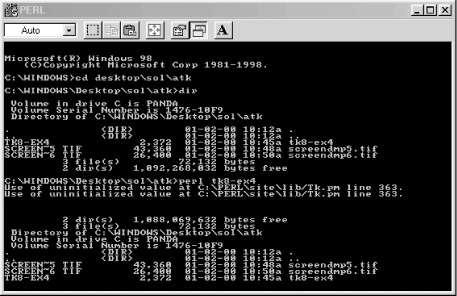 PERL
Auto
A
Microsoft(R) Windows 98
(C)Copyright Microsoft Corp 1981-1998.
C:\WINDOWS>cd desktop\sol\atk
C:\WINDOWS\Desktop\sol\atk>dir
Volume in drive C is PANDA
Volume Serial Number is 1476-10F9
Directory of C:\WINDOWS\Desktop\sol\atk
. <DIR> 01-02-00 10:12a .
.. <DIR> 01-02-00 10:12a ..
TK8-EX4 2,372 01-02-00 10:45a tk8-ex4
SCREEN~5 TIF 43,360 01-02-00 10:48a screendmp5.tif
SCREEN~6 TIF 26,400 01-02-00 10:50a screendmp6.tif
3 file(s) 72,132 bytes
2 dir(s) 1,092,268,032 bytes free
C:\WINDOWS\Desktop\sol\atk>perl tk8-ex4
Use of uninitialized value at C:\PERL\site\lib/Tk.pm line 363.
Use of uninitialized value at C:\PERL\site\lib/Tk.pm line 363.
2 dir(s) 1,088,069,632 bytes free
3 file(s) 72,132 bytes
Directory of C:\WINDOWS\Desktop\sol\atk
Volume in drive C is PANDA
Volume Serial Number is 1476-10F9
.. <DIR> 01-02-00 10:12a ..
. <DIR> 01-02-00 10:12a .
SCREEN~5 TIF 43,360 01-02-00 10:48a screendmp5.tif
SCREEN~6 TIF 26,400 01-02-00 10:50a screendmp6.tif
TK8-EX4 2,372 01-02-00 10:45a tk8-ex4